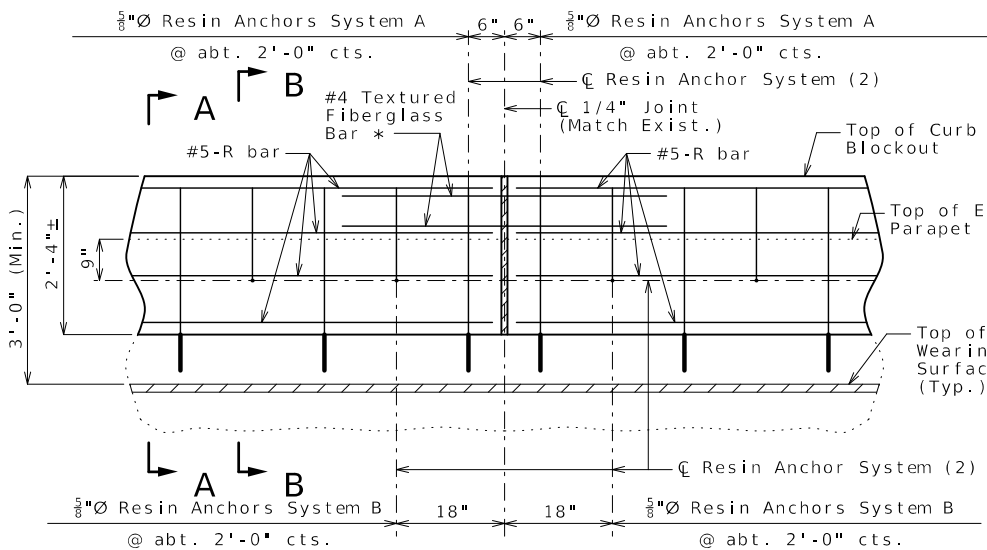 ⅝"Ø Resin Anchors System A
6" 6"
⅝"Ø Resin Anchors System A
@ abt. 2'-0" cts.
@ abt. 2'-0" cts.
B
A
℄ Resin Anchor System (2)
#4 Textured
Fiberglass
Bar *
℄ 1/4" Joint
(Match Exist.)
Top of Curb
Blockout
#5-R bar
#5-R bar
Top of E
Parapet
3'-0" (Min.)
2'-4"±
9"
Top of
Wearin
Surfac
(Typ.)
A
B
℄ Resin Anchor System (2)
⅝"Ø Resin Anchors System B
18"
18"
⅝"Ø Resin Anchors System B
@ abt. 2'-0" cts.
@ abt. 2'-0" cts.